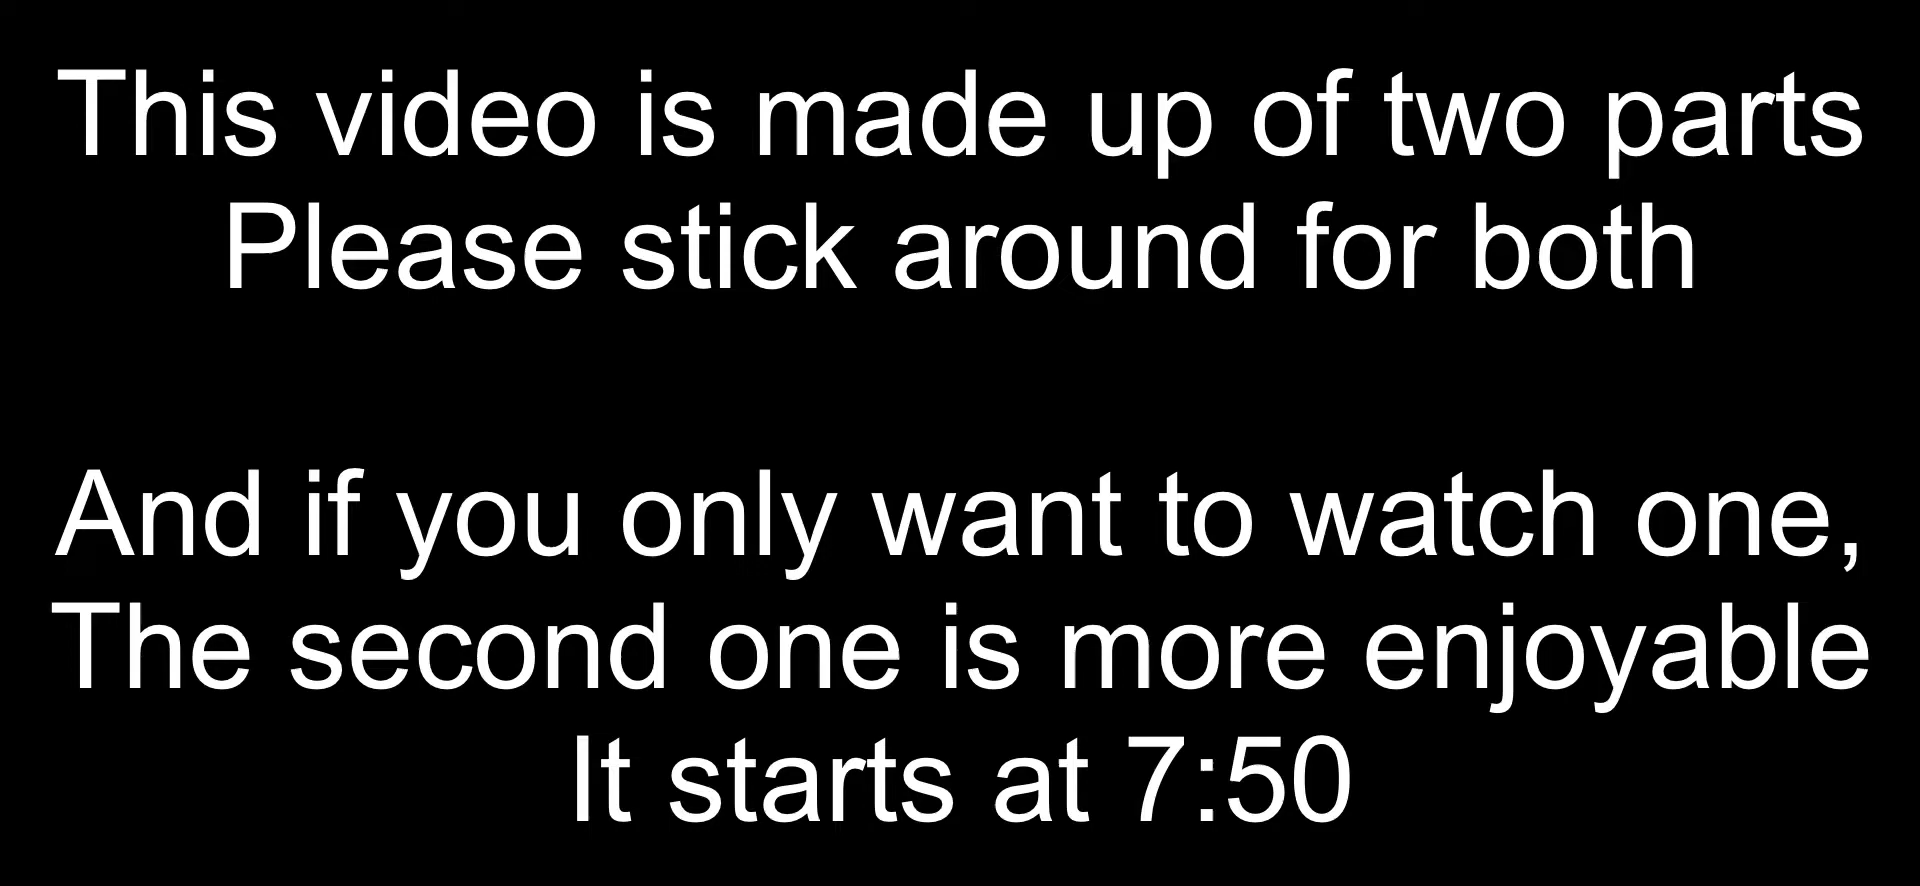 This video is made up of two parts
Please stick around for both
And if you only want to watch one,
The second one is more enjoyable
It starts at 7:50